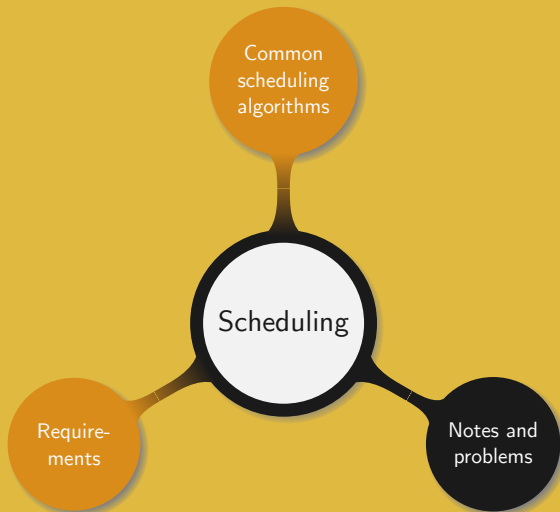 Common
scheduling
algorithms
Scheduling
Require-
ments
Notes and
problems